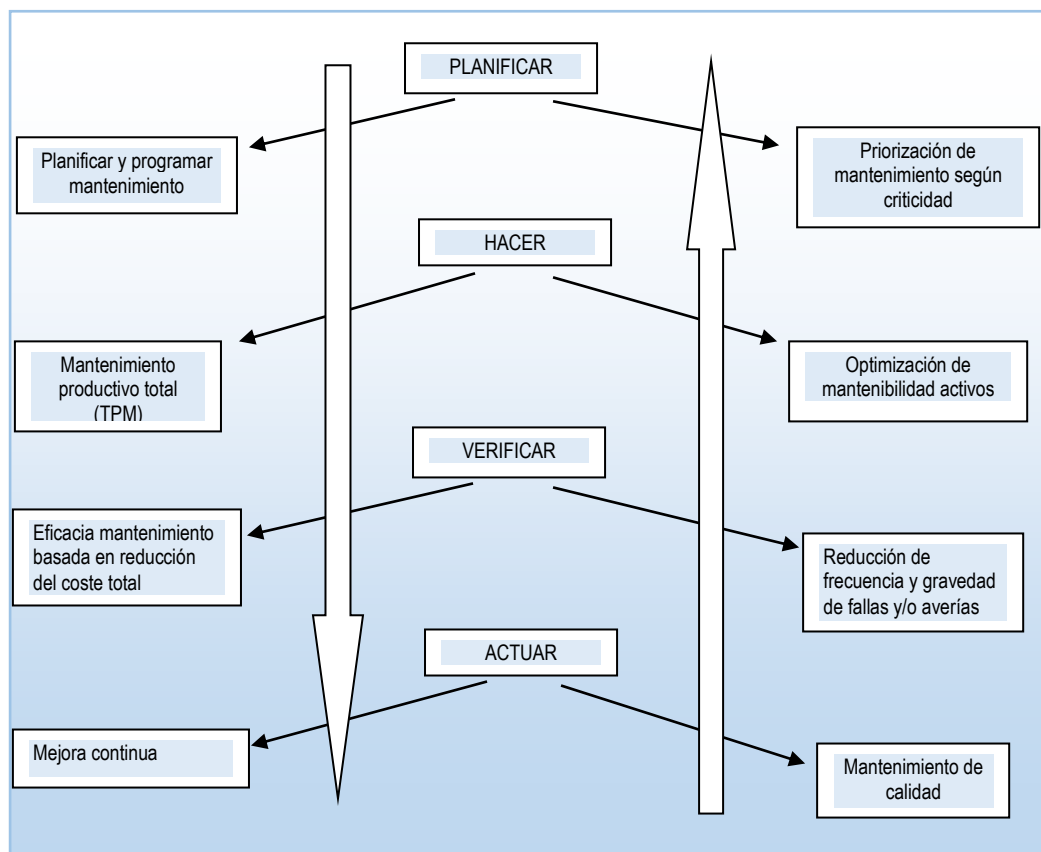 PLANIFICAR
Planificar y programar
mantenimiento
Priorización de
mantenimiento según
criticidad
HACER
Mantenimiento
productivo total
(TPM)
Optimización de
mantenibilidad activos
VERIFICAR
Eficacia mantenimiento
basada en reducción
del coste total
Reducción de
frecuencia y gravedad
de fallas y/o averías
ACTUAR
Mejora continua
Mantenimiento de
calidad